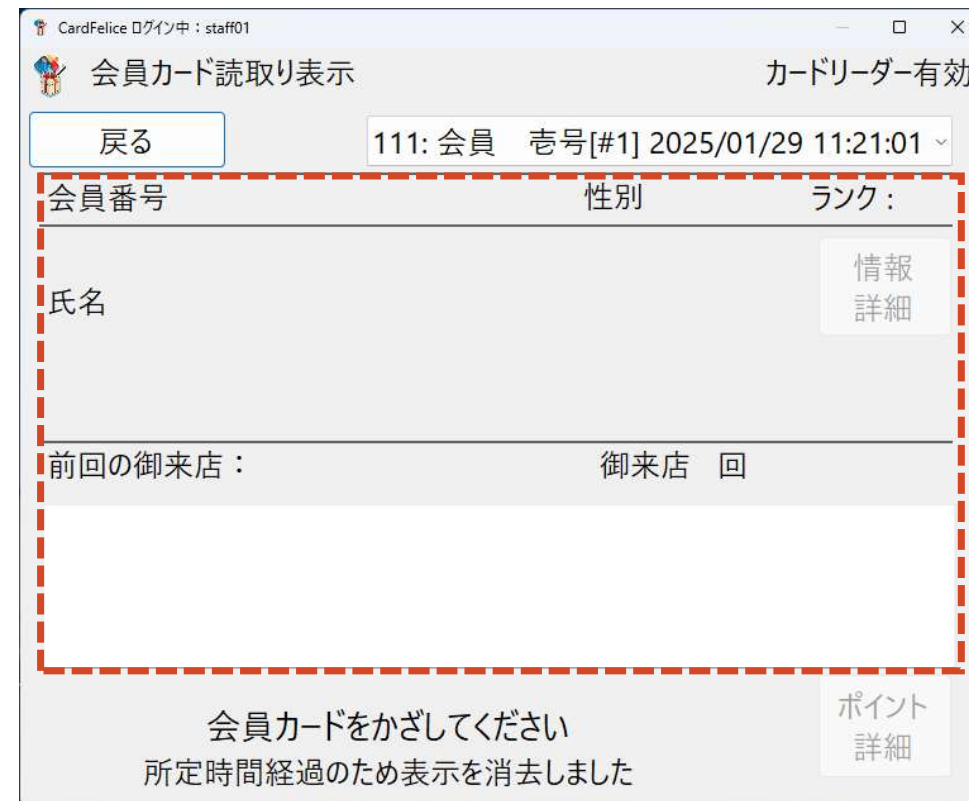 CardFelice ログイン中：staff01
会員カード読取り表示 カードリーダー有効
戻る 111: 会員　壱号[#1] 2025/01/29 11:21:01
会員番号 性別 ランク :
情報
詳細
氏名
前回の御来店： 御来店 回
会員カードをかざしてください
所定時間経過のため表示を消去しました
ポイント
詳細